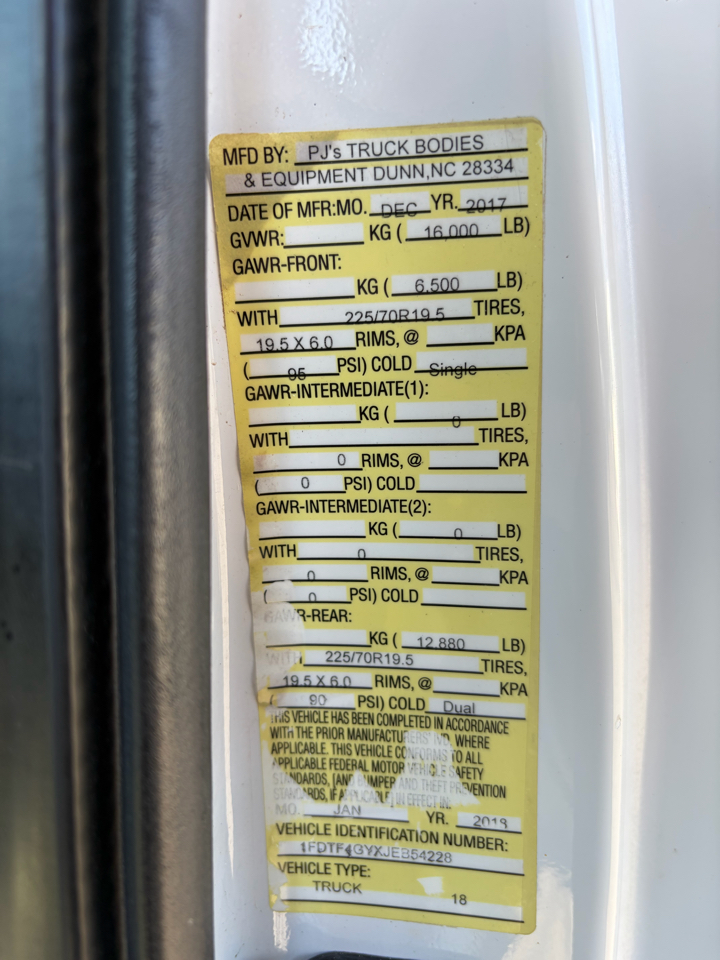 MFD BY: PJ's TRUCK BODIES
& EQUIPMENT DUNN,NC 28334
DATE OF MFR:MO. DEC YR. 2017
GVWR: KG ( 16,000 LB)
GAWR-FRONT:
KG ( 6,500 LB)
WITH 225/70R19.5 TIRES,
19.5 X 6.0 RIMS, @ KPA
( 95 PSI) COLD Single
GAWR-INTERMEDIATE(1):
KG ( 0 LB)
WITH TIRES,
0 RIMS, @ KPA
( 0 PSI) COLD
GAWR-INTERMEDIATE(2):
KG ( 0 LB)
WITH 0 TIRES,
0 RIMS, @ KPA
( 0 PSI) COLD
GAWR-REAR:
KG ( 12,880 LB)
WITH 225/70R19.5 TIRES,
19.5 X 6.0 RIMS, @ KPA
( 90 PSI) COLD Dual
THIS VEHICLE HAS BEEN COMPLETED IN ACCORDANCE
WITH THE PRIOR MANUFACTURERS' IVD, WHERE
APPLICABLE. THIS VEHICLE CONFORMS TO ALL
APPLICABLE FEDERAL MOTOR VEHICLE SAFETY
STANDARDS, [AND BUMPER AND THEFT PREVENTION
STANDARDS, IF APPLICABLE] IN EFFECT IN:
MO. JAN YR. 2018
VEHICLE IDENTIFICATION NUMBER:
1FDTF4GYXJEB54228
VEHICLE TYPE:
TRUCK 18